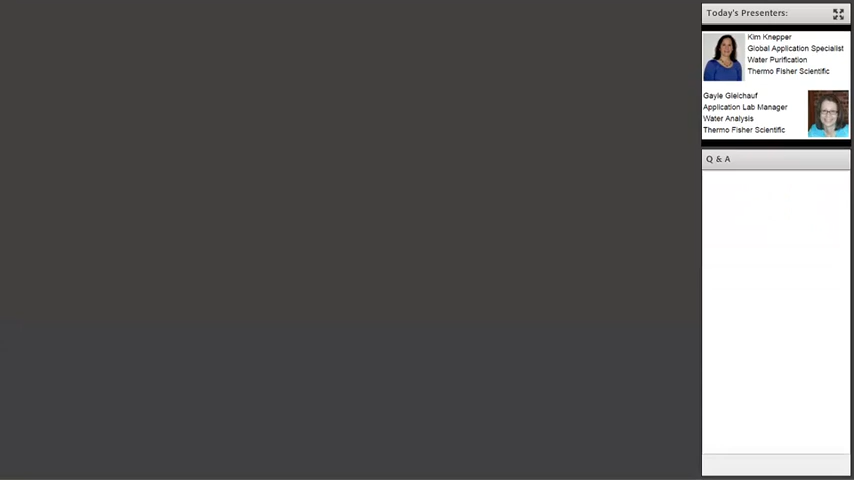 Today's Presenters:
Kim Knepper
Global Application Specialist
Water Purification
Thermo Fisher Scientific
Gayle Gleichauf
Application Lab Manager
Water Analysis
Thermo Fisher Scientific
Q & A